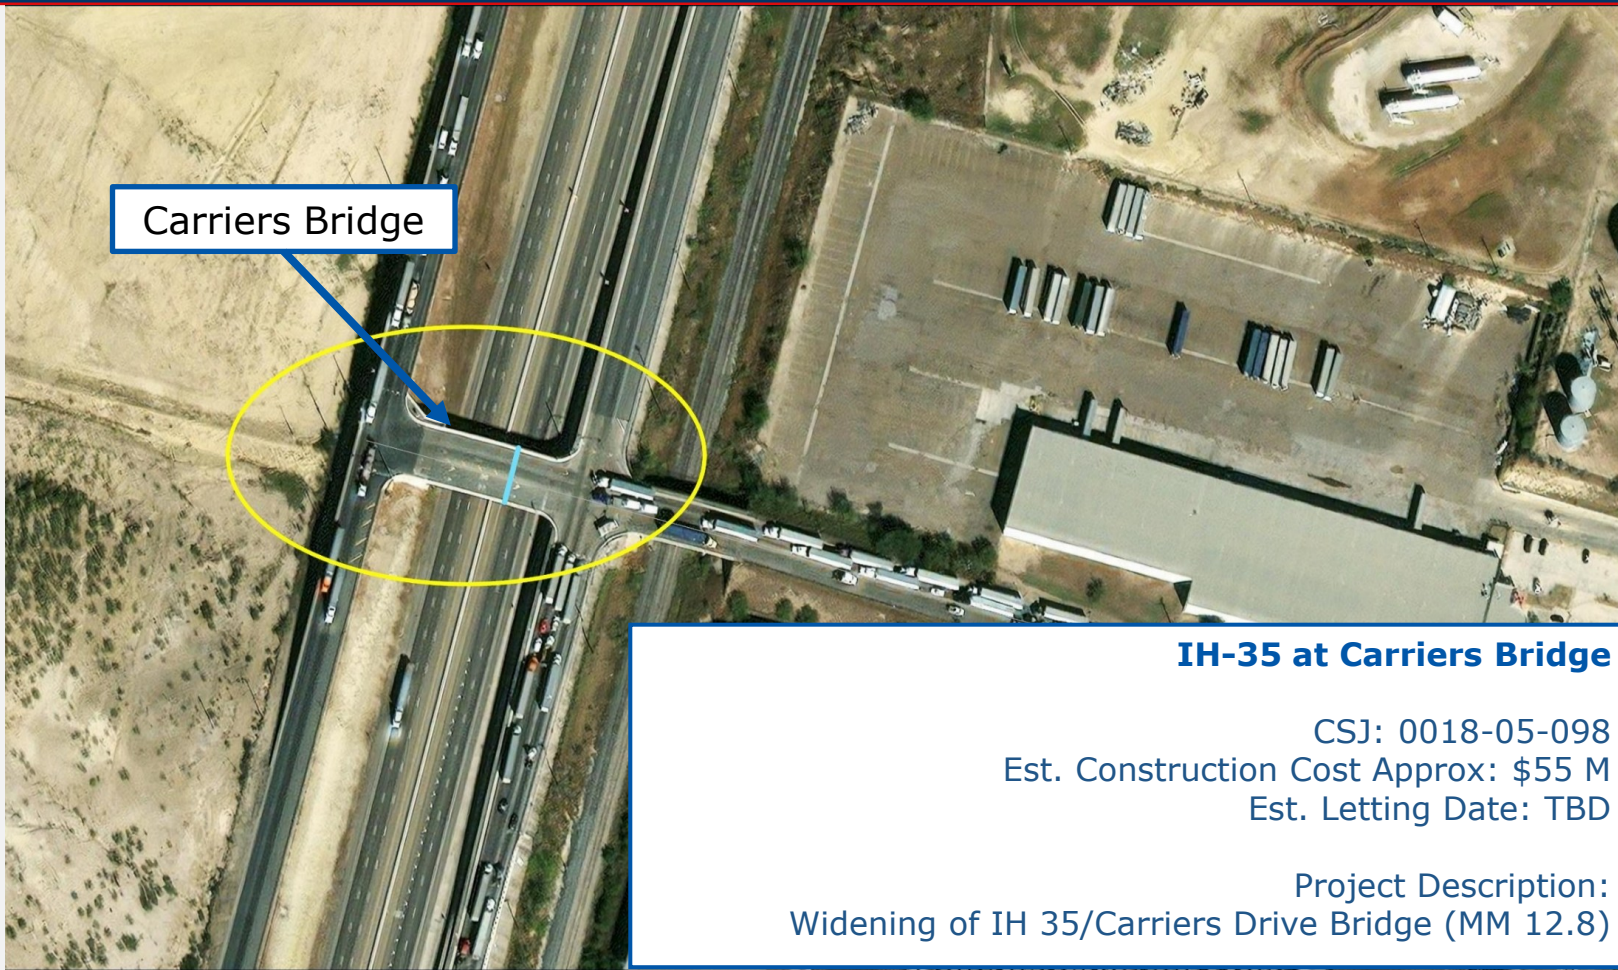 Carriers Bridge
IH-35 at Carriers Bridge
CSJ: 0018-05-098
Est. Construction Cost Approx: $55 M
Est. Letting Date: TBD
Project Description:
Widening of IH 35/Carriers Drive Bridge (MM 12.8)